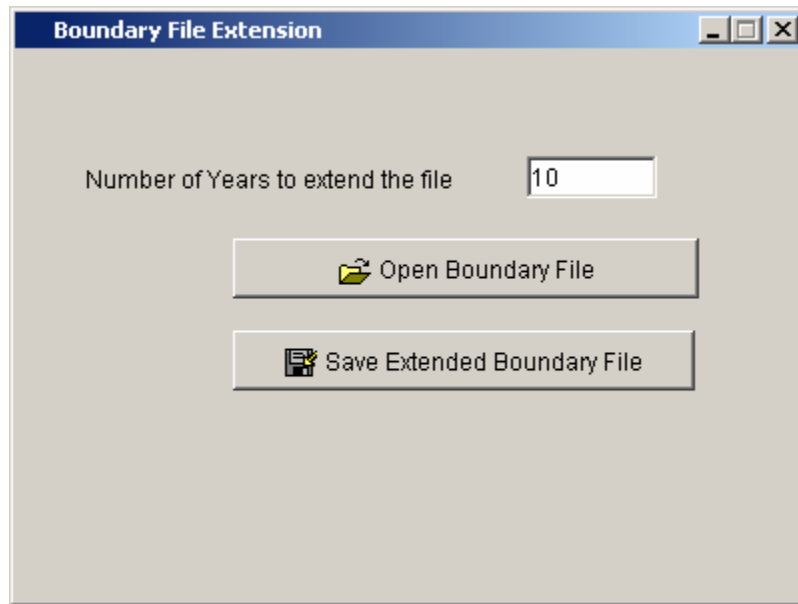 Boundary File Extension
Number of Years to extend the file 10
Open Boundary File
Save Extended Boundary File